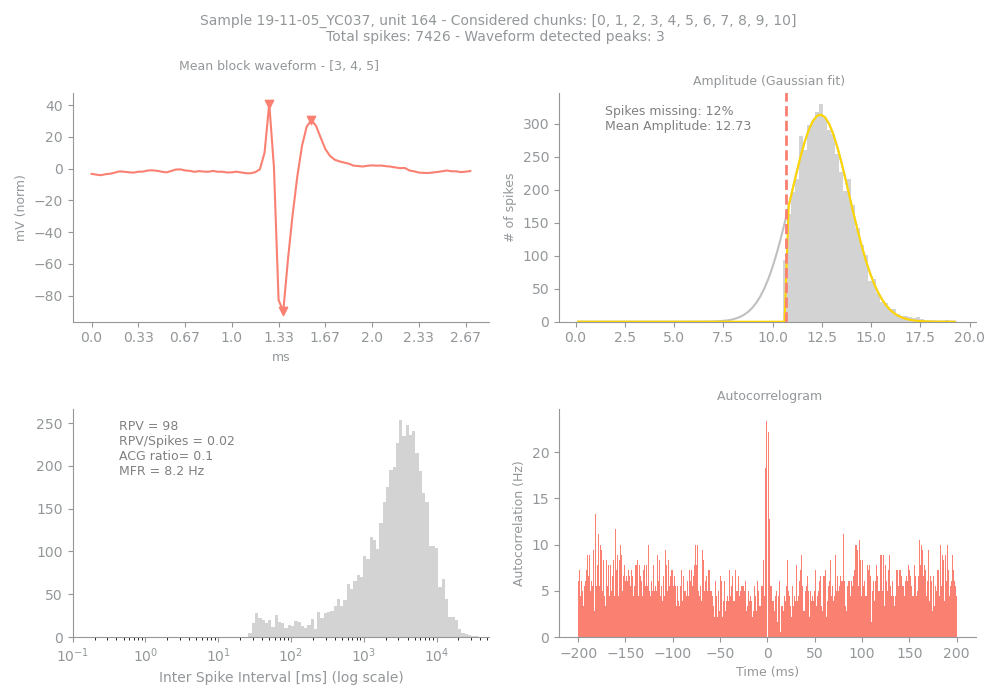 Sample 19-11-05_YC037, unit 164 - Considered chunks: [0, 1, 2, 3, 4, 5, 6, 7, 8, 9, 10]
Total spikes: 7426 - Waveform detected peaks: 3
Mean block waveform - [3, 4, 5]
40
20
0
−20
−40
−60
−80
mV (norm)
0.0 0.33 0.67 1.0 1.33 1.67 2.0 2.33 2.67
ms
Amplitude (Gaussian fit)
Spikes missing: 12%
Mean Amplitude: 12.73
300
250
200
150
100
50
0
# of spikes
0.0 2.5 5.0 7.5 10.0 12.5 15.0 17.5 20.0
RPV = 98
RPV/Spikes = 0.02
ACG ratio= 0.1
MFR = 8.2 Hz
250
200
150
100
50
0
10⁻¹ 10⁰ 10¹ 10² 10³ 10⁴
Inter Spike Interval [ms] (log scale)
Autocorrelogram
20
15
10
5
0
Autocorrelation (Hz)
−200 −150 −100 −50 0 50 100 150 200
Time (ms)